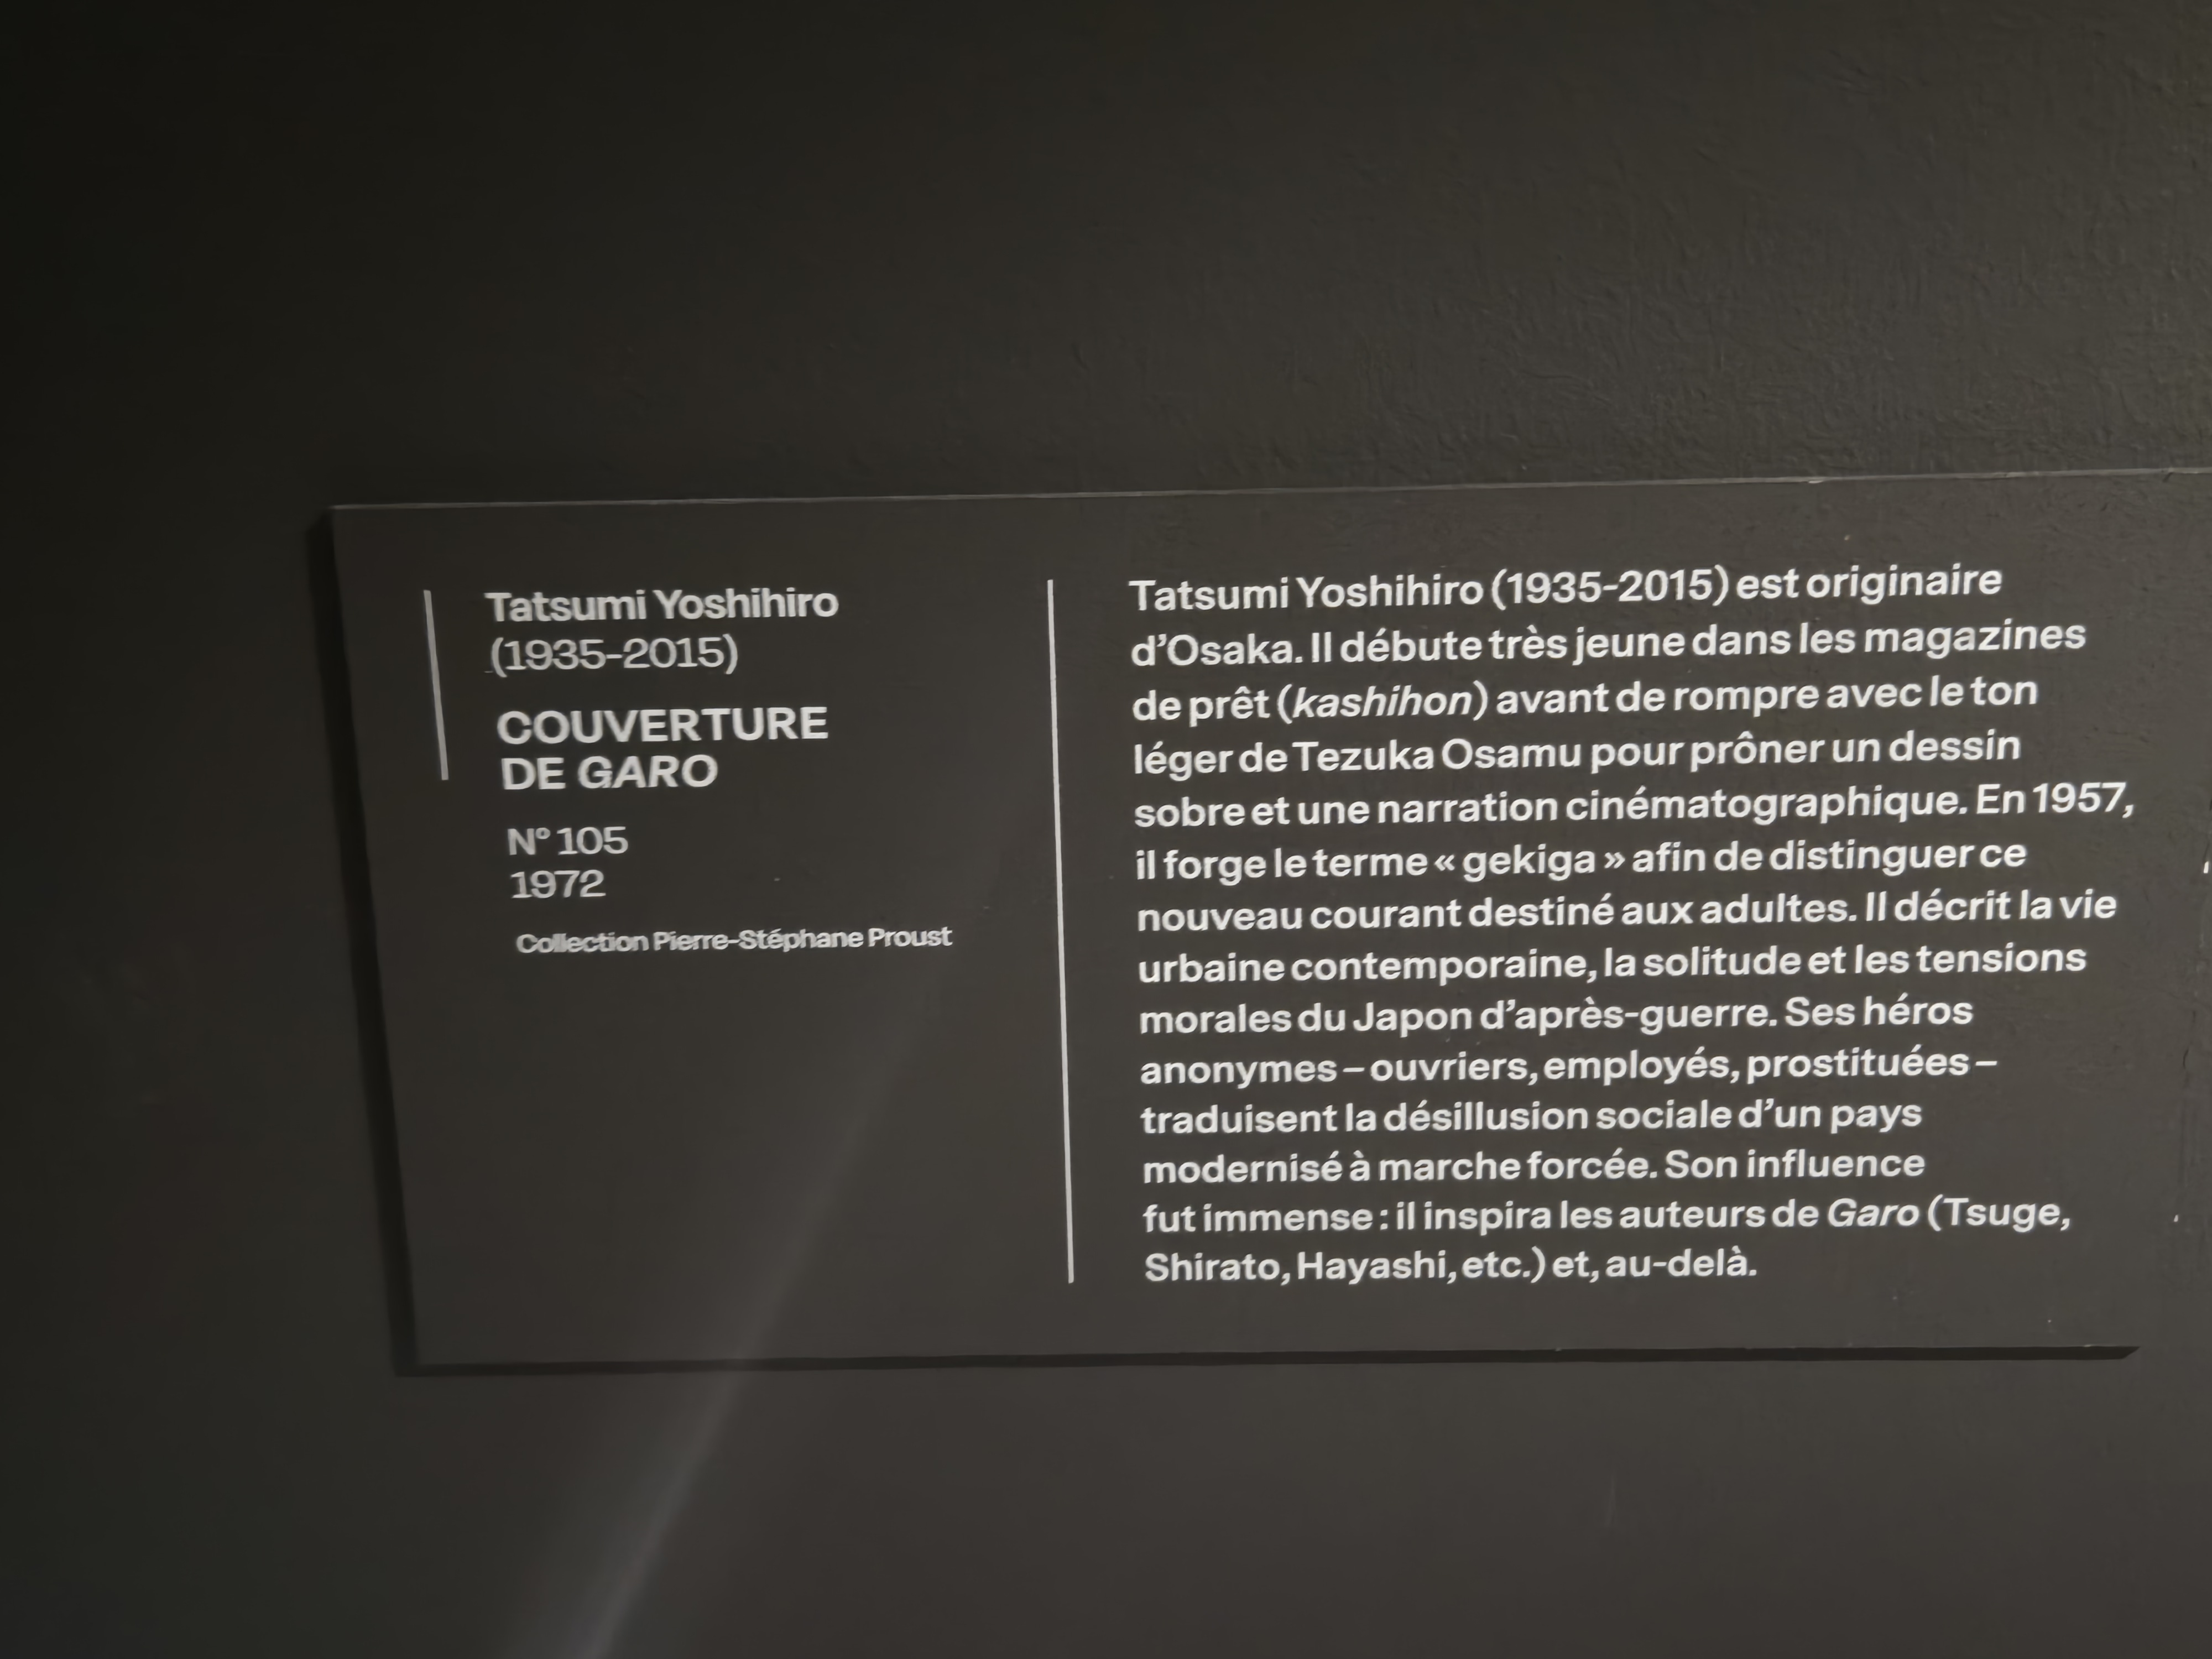 Tatsumi Yoshihiro
(1935-2015)
COUVERTURE
DE GARO
N° 105
1972
Collection Pierre-Stéphane Proust
Tatsumi Yoshihiro (1935-2015) est originaire
d’Osaka. Il débute très jeune dans les magazines
de prêt (kashihon) avant de rompre avec le ton
léger de Tezuka Osamu pour prôner un dessin
sobre et une narration cinématographique. En 1957,
il forge le terme « gekiga » afin de distinguer ce
nouveau courant destiné aux adultes. Il décrit la vie
urbaine contemporaine, la solitude et les tensions
morales du Japon d’après-guerre. Ses héros
anonymes – ouvriers, employés, prostituées –
traduisent la désillusion sociale d’un pays
modernisé à marche forcée. Son influence
fut immense : il inspira les auteurs de Garo (Tsuge,
Shirato, Hayashi, etc.) et, au-delà.